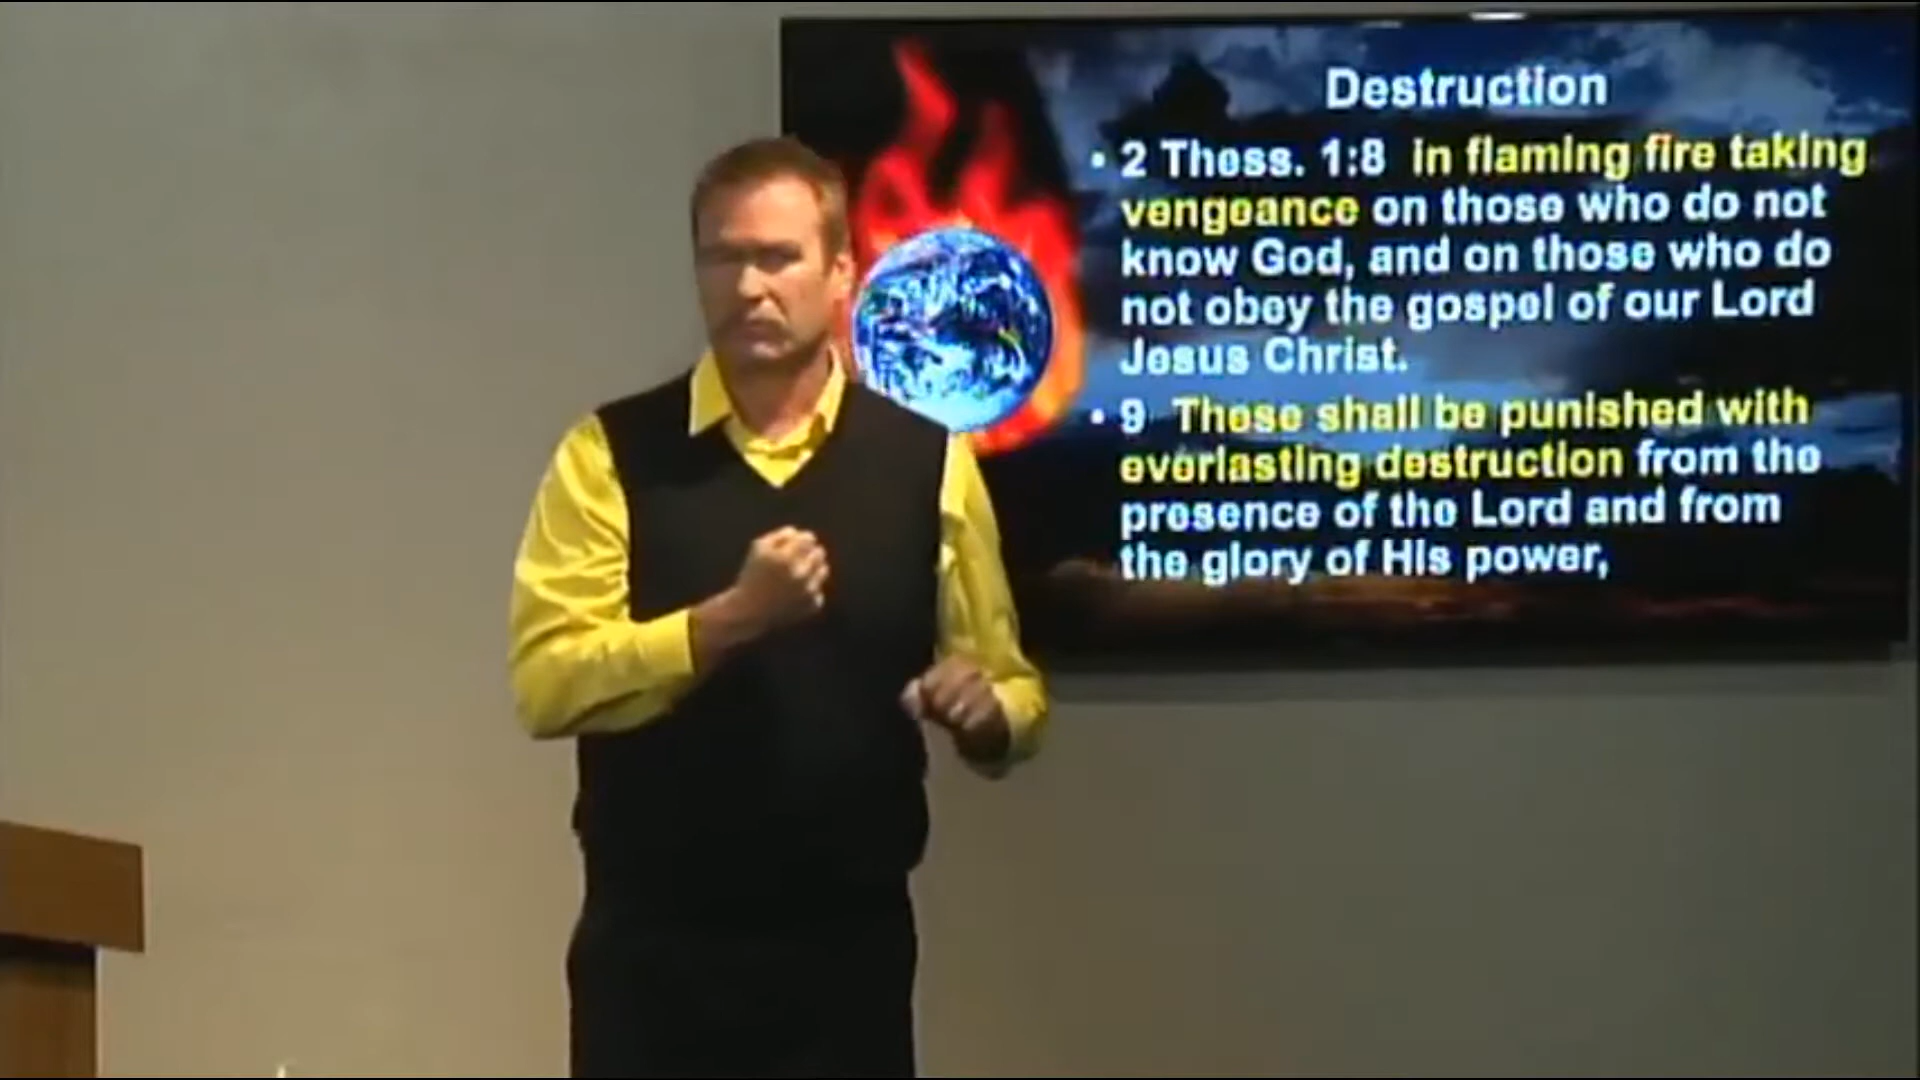 Destruction
• 2 Thess. 1:8 in flaming fire taking
vengeance on those who do not
know God, and on those who do
not obey the gospel of our Lord
Jesus Christ.
• 9 These shall be punished with
everlasting destruction from the
presence of the Lord and from
the glory of His power,